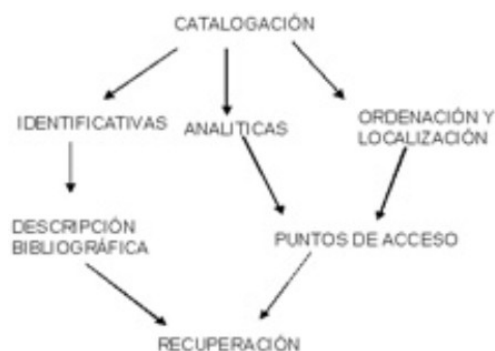 CATALOGACIÓN
IDENTIFICATIVAS
ANALITICAS
ORDENACIÓN Y
LOCALIZACIÓN
DESCRIPCIÓN
BIBLIOGRÁFICA
PUNTOS DE ACCESO
RECUPERACIÓN